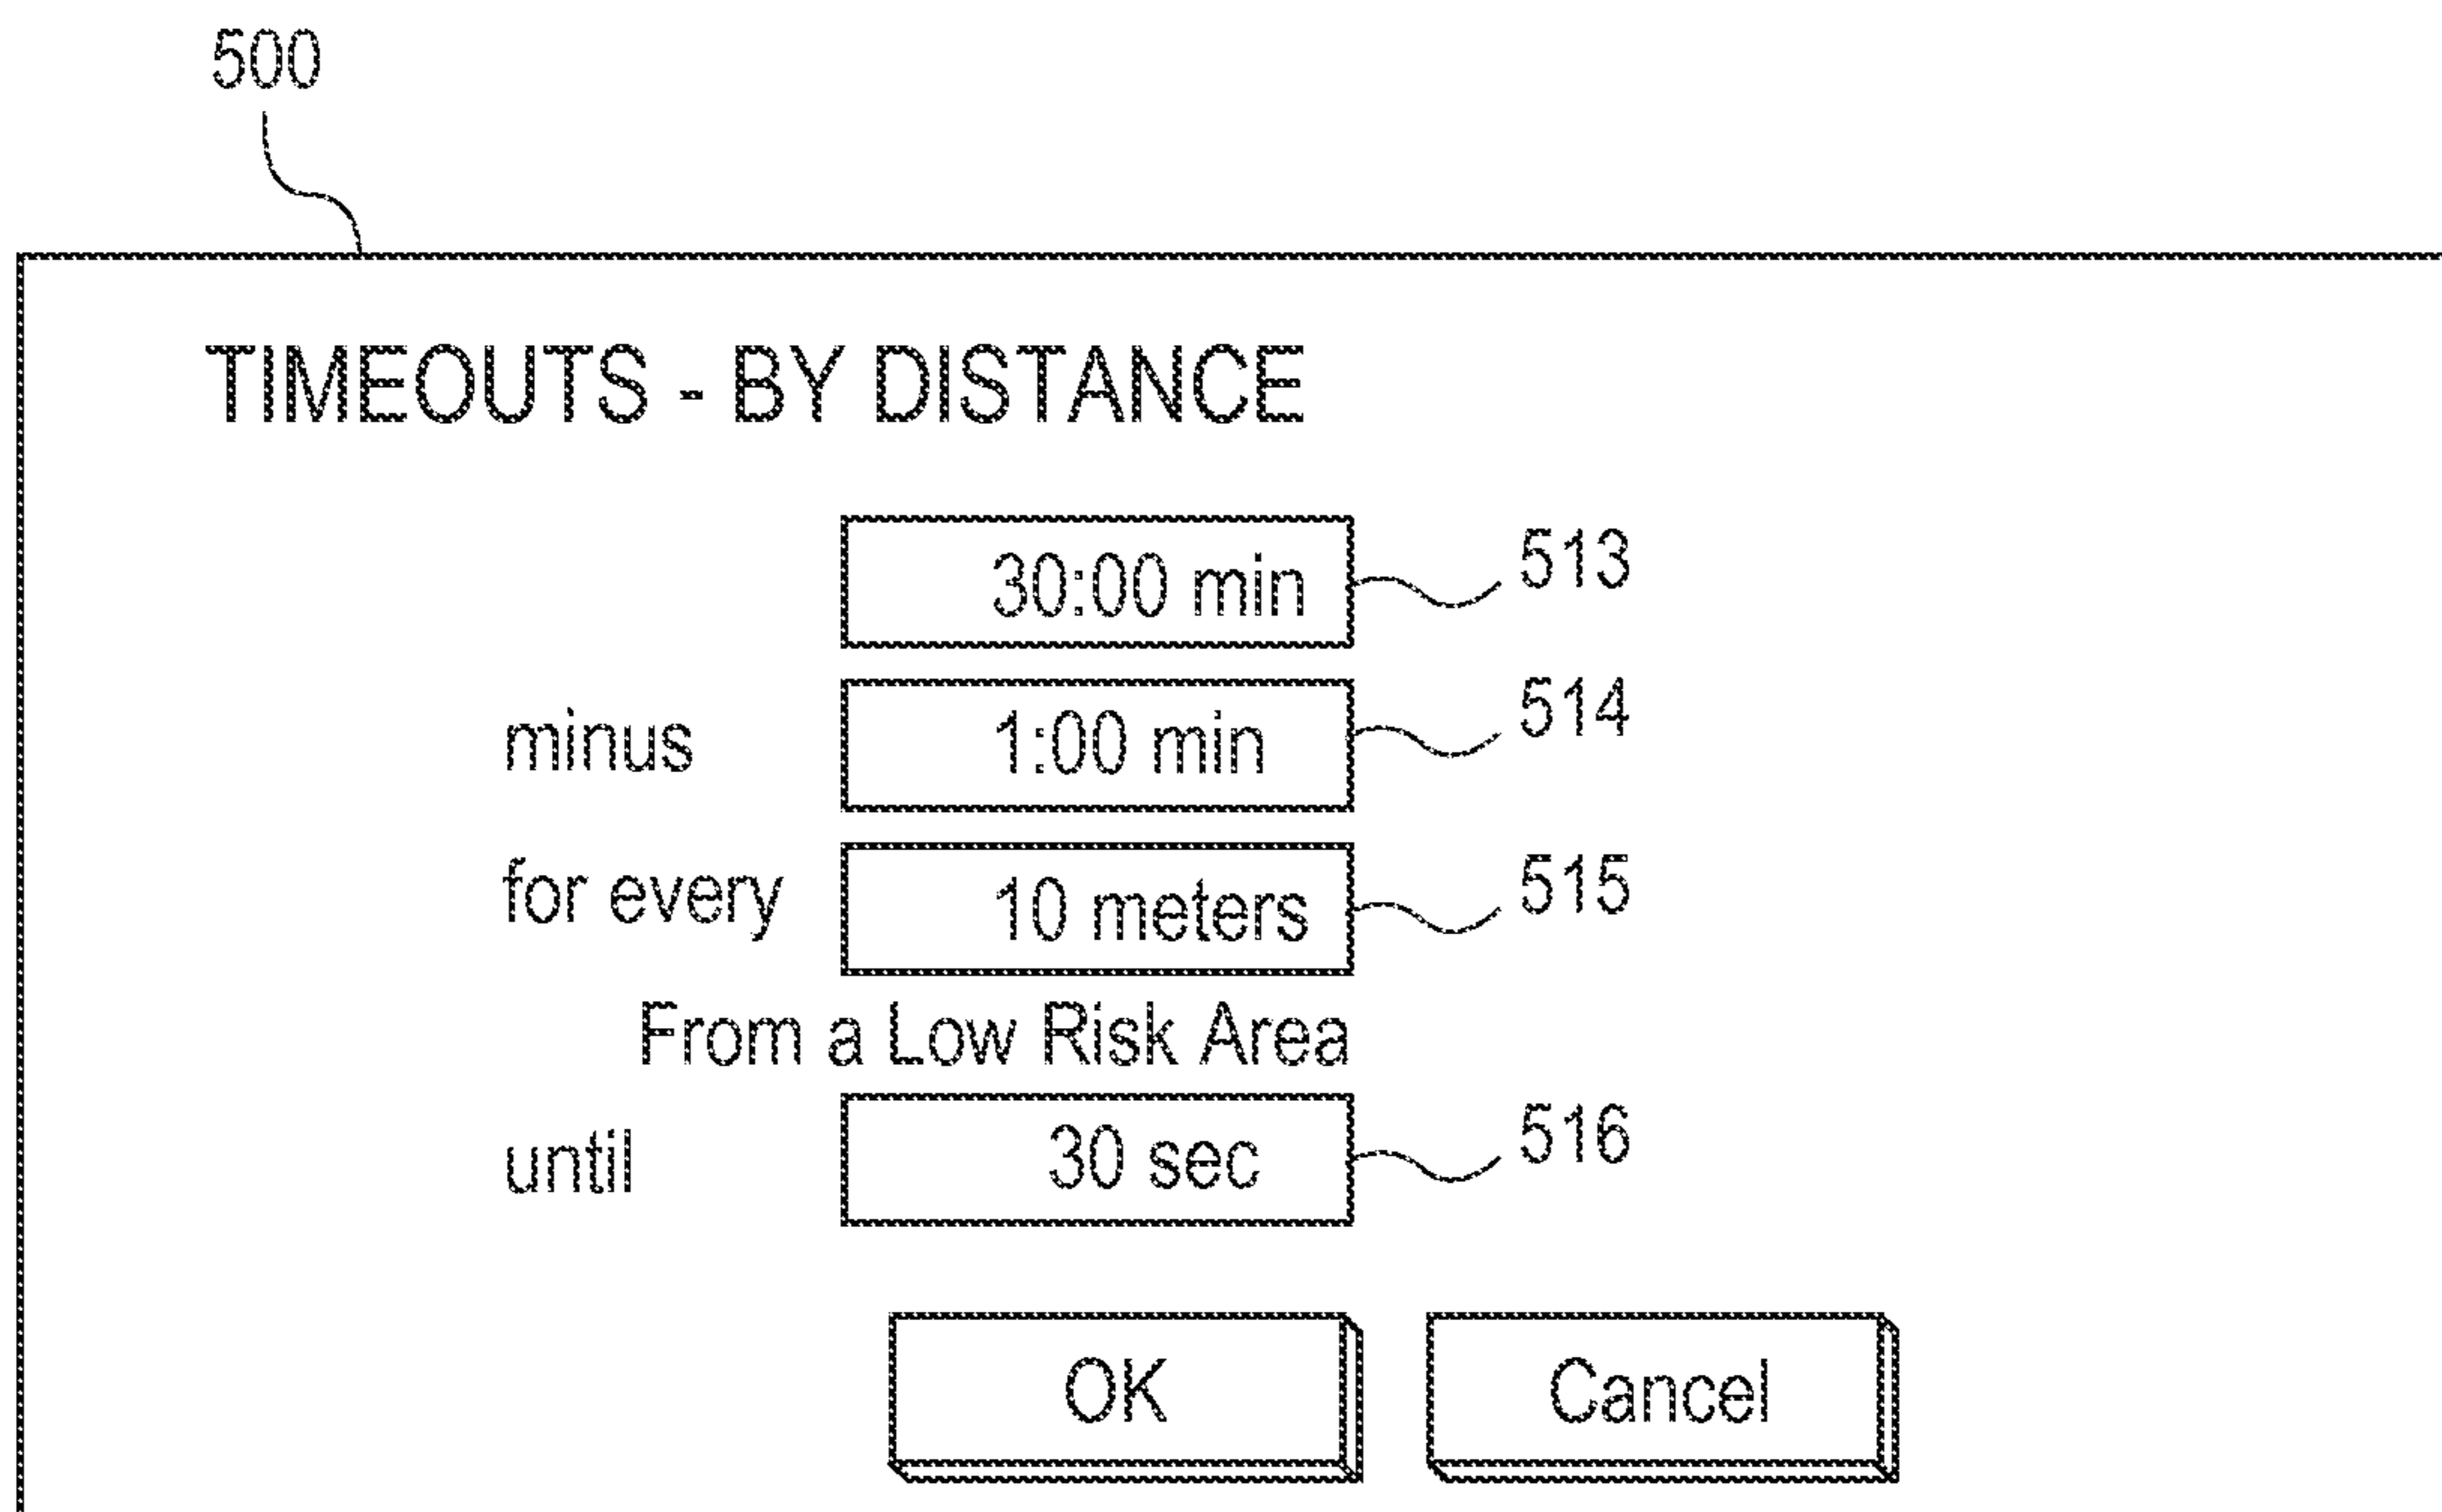 500
TIMEOUTS - BY DISTANCE
30:00 min 513
minus 1:00 min 514
for every 10 meters 515
From a Low Risk Area
until 30 sec 516
OK Cancel